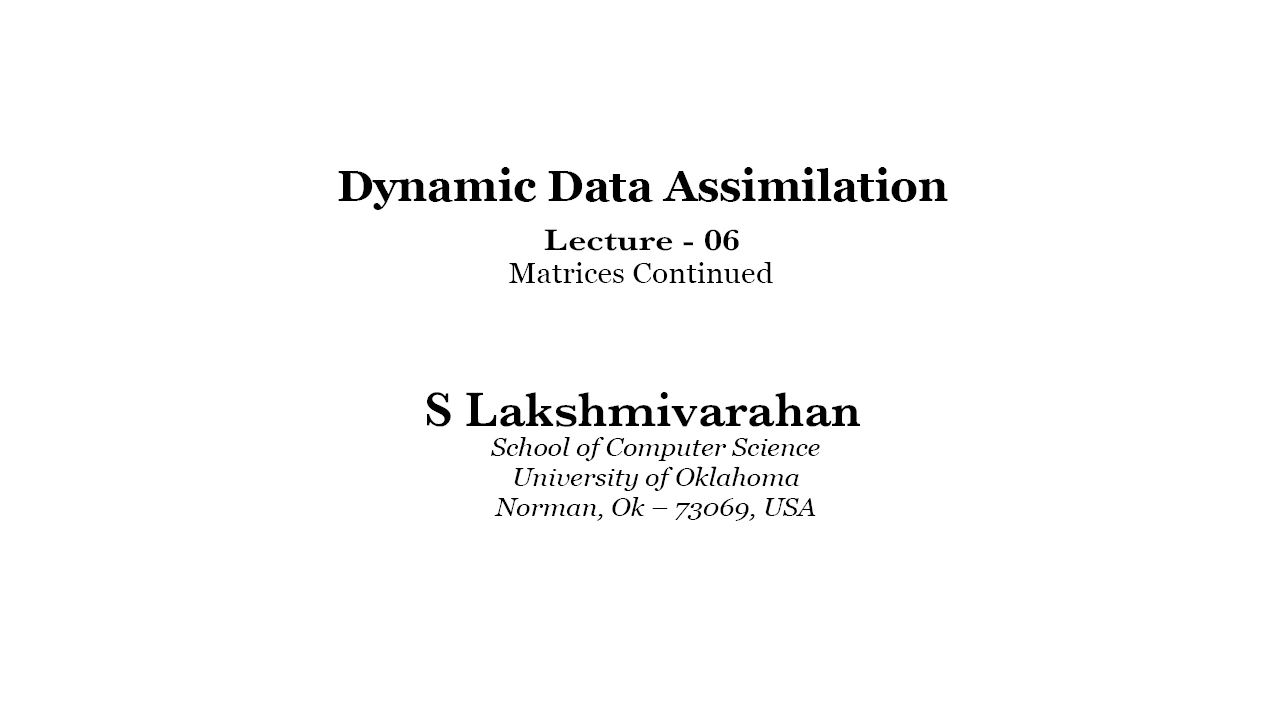 Dynamic Data Assimilation
Lecture - 06
Matrices Continued
S Lakshmivarahan
School of Computer Science
University of Oklahoma
Norman, Ok – 73069, USA